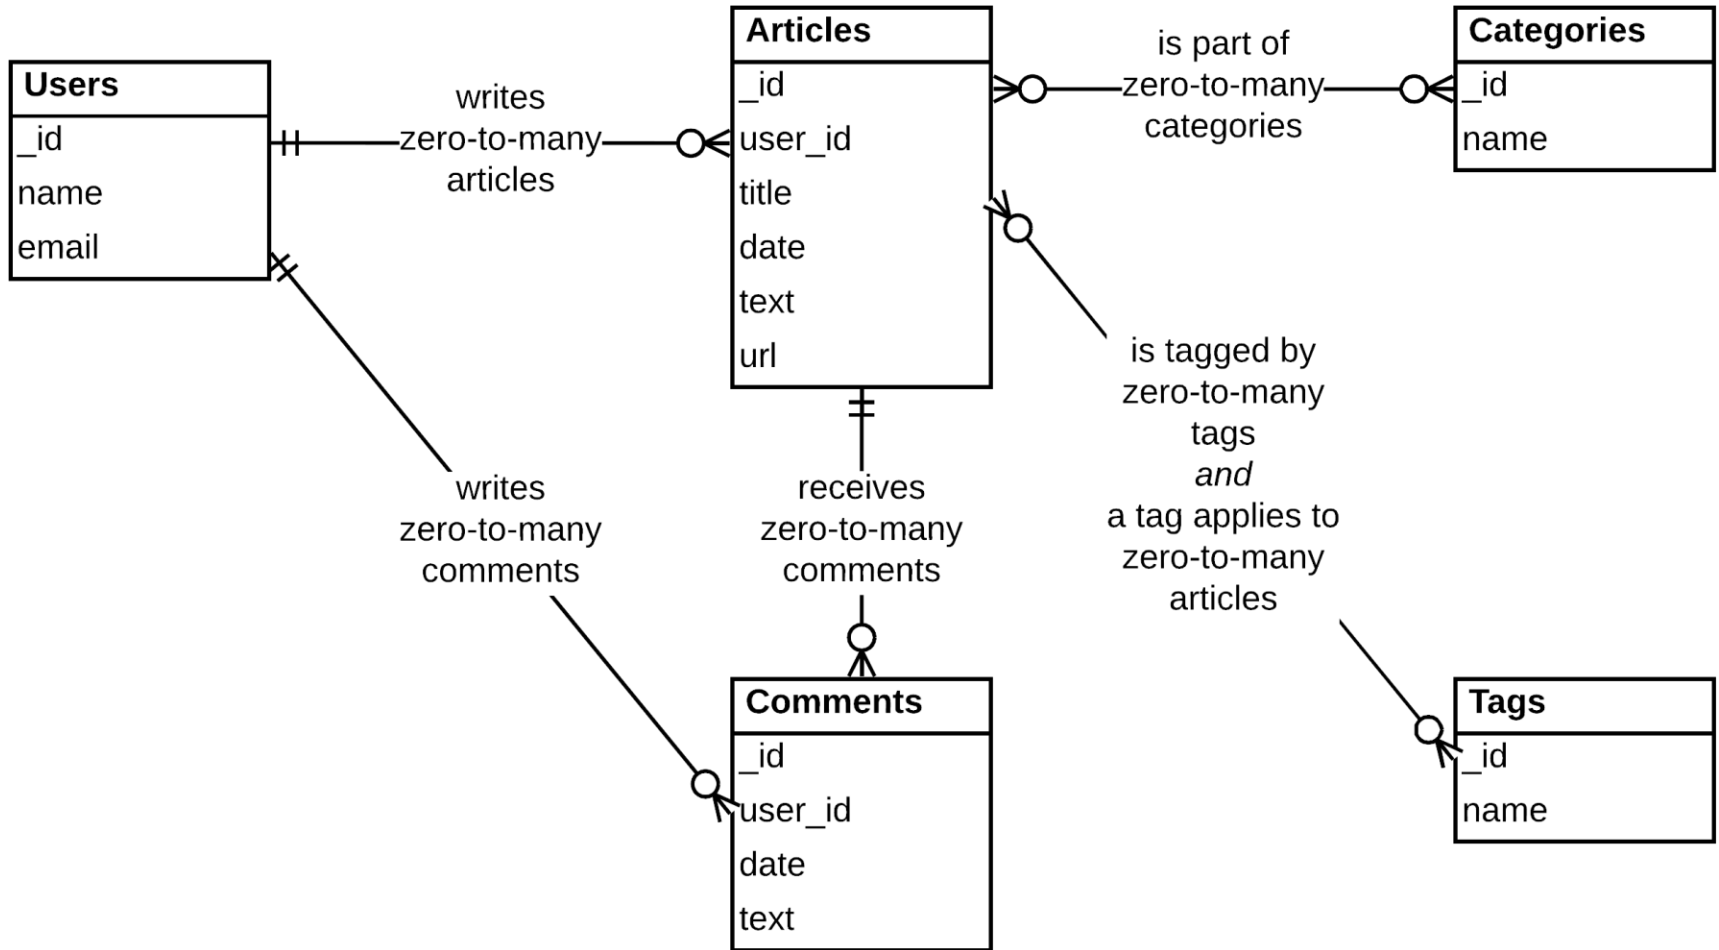 Users
_id
name
email
writes
zero-to-many
articles
Articles
_id
user_id
title
date
text
url
is part of
zero-to-many
categories
Categories
_id
name
writes
zero-to-many
comments
receives
zero-to-many
comments
is tagged by
zero-to-many
tags
and
a tag applies to
zero-to-many
articles
Comments
_id
user_id
date
text
Tags
_id
name